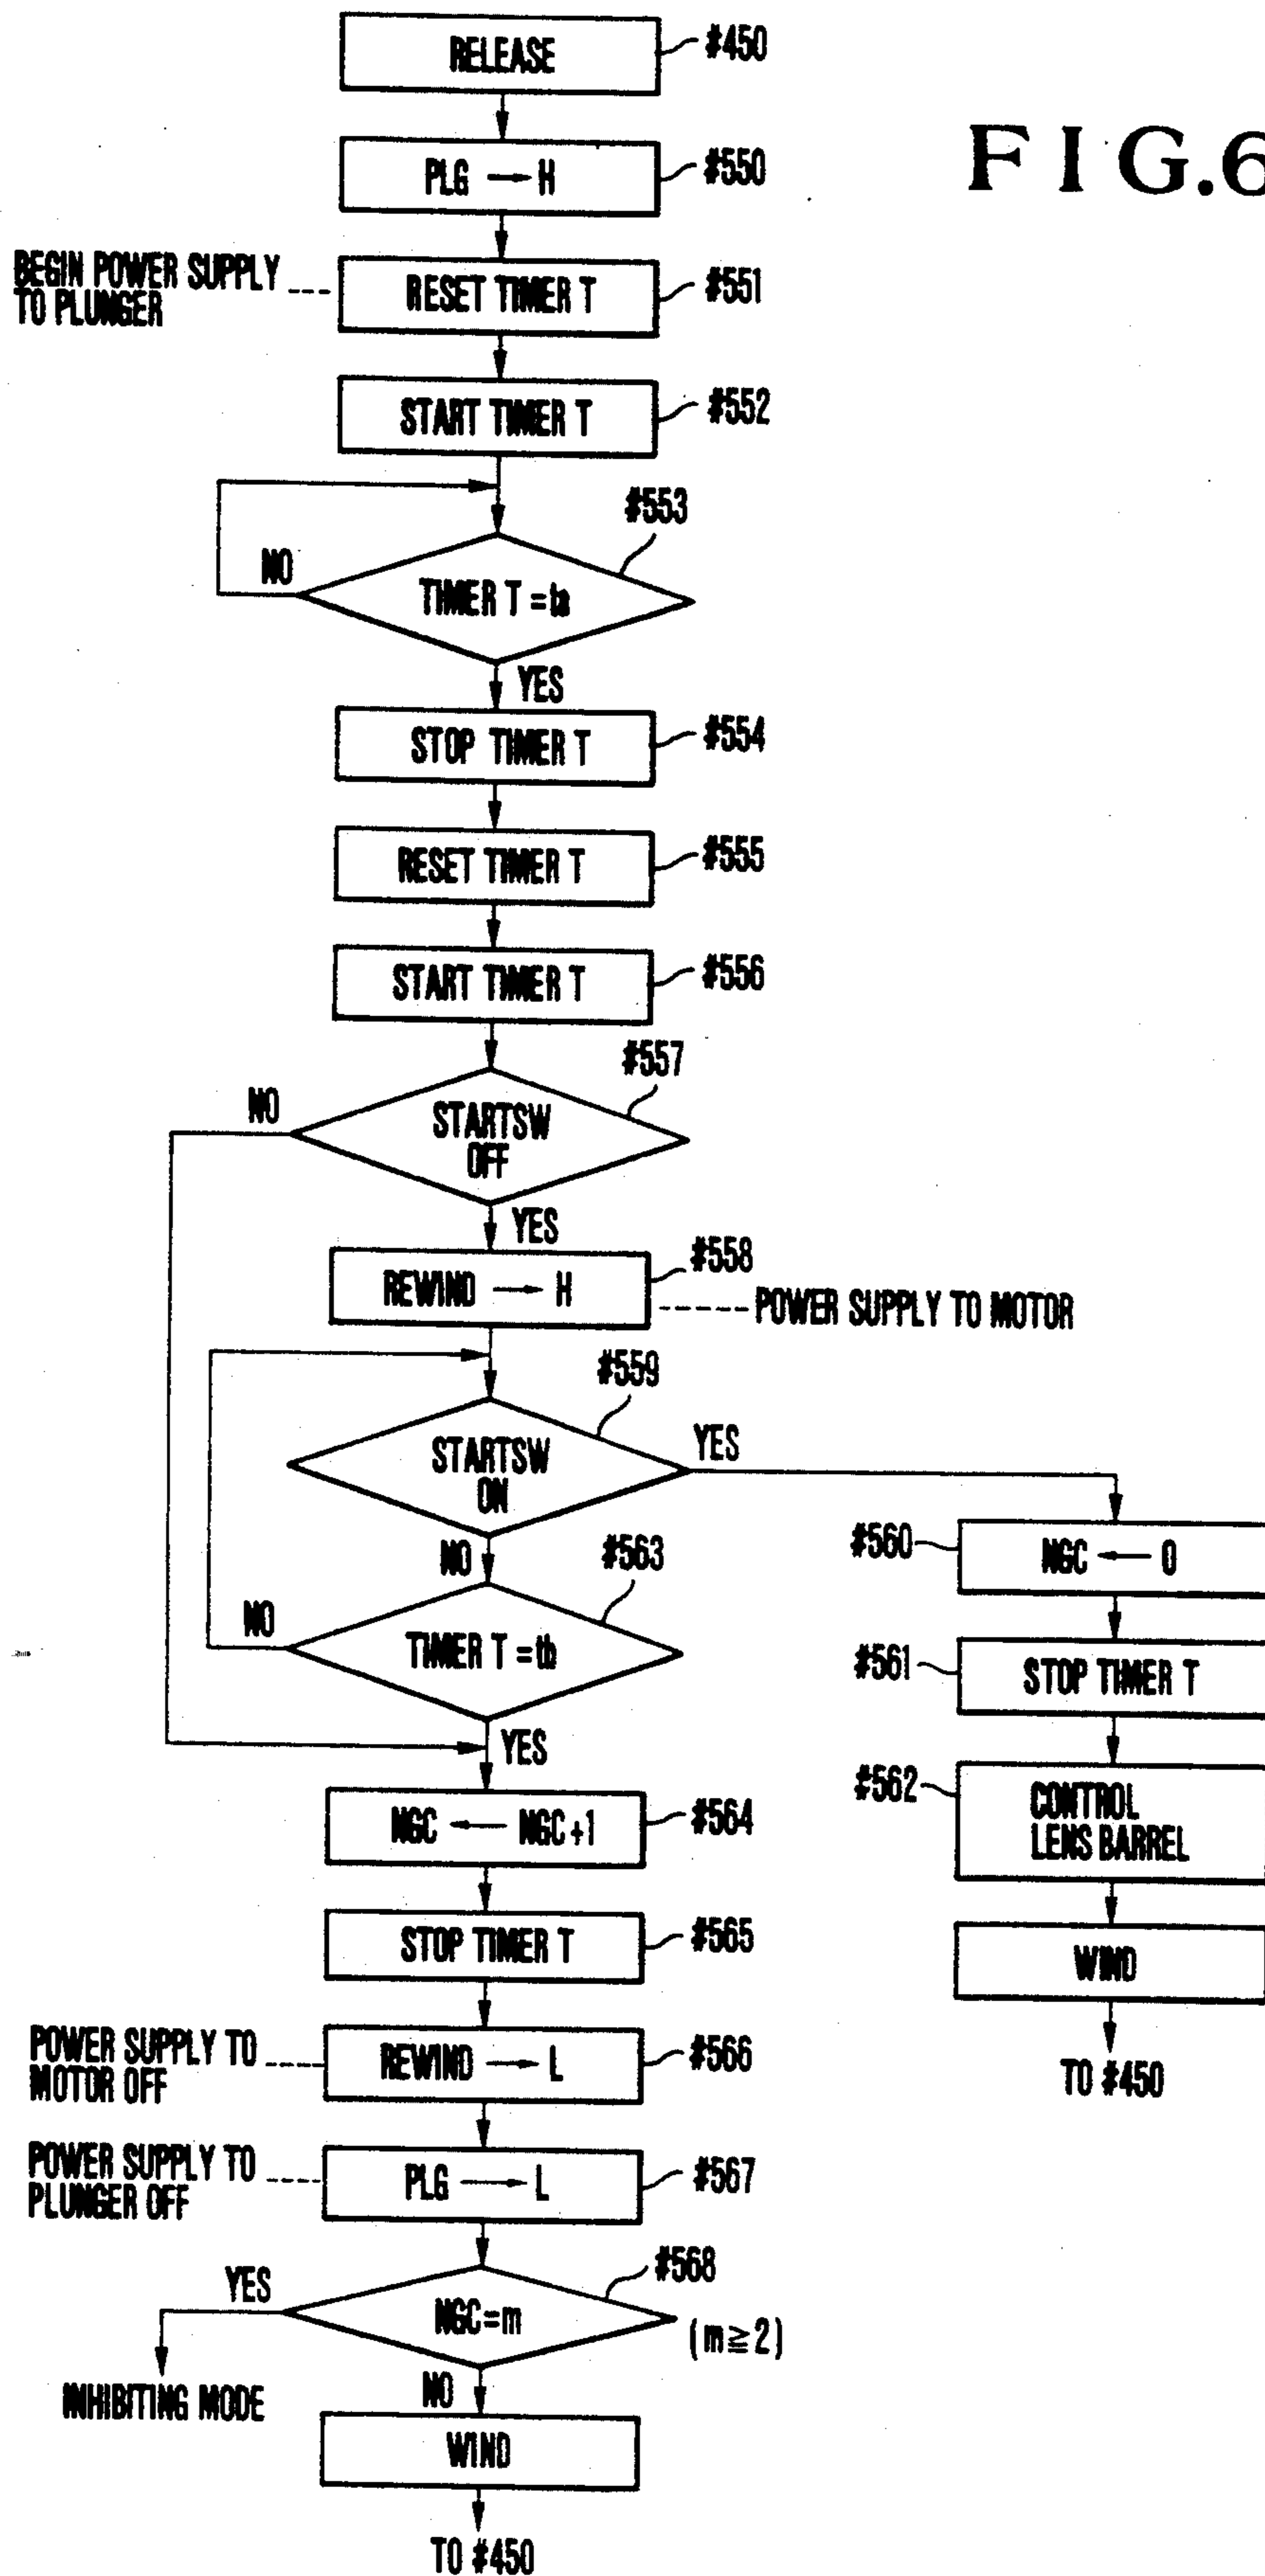 FIG.6
RELEASE
#450
PLG → H
#550
BEGIN POWER SUPPLY
TO PLUNGER
RESET TIMER T
#551
START TIMER T
#552
#553
NO
TIMER T = ta
YES
STOP TIMER T
#554
RESET TIMER T
#555
START TIMER T
#556
#557
NO
STARTSW
OFF
YES
REWIND → H
#558
POWER SUPPLY TO MOTOR
#559
STARTSW
ON
YES
NO
#563
NO
TIMER T = tb
YES
#560
NGC ← 0
#561
STOP TIMER T
#562
CONTROL
LENS BARREL
WIND
TO #450
NGC ← NGC+1
#564
STOP TIMER T
#565
POWER SUPPLY TO
MOTOR OFF
REWIND → L
#566
POWER SUPPLY TO
PLUNGER OFF
PLG → L
#567
#568
YES
NGC=m
(m≧2)
INHIBITING MODE
NO
WIND
TO #450